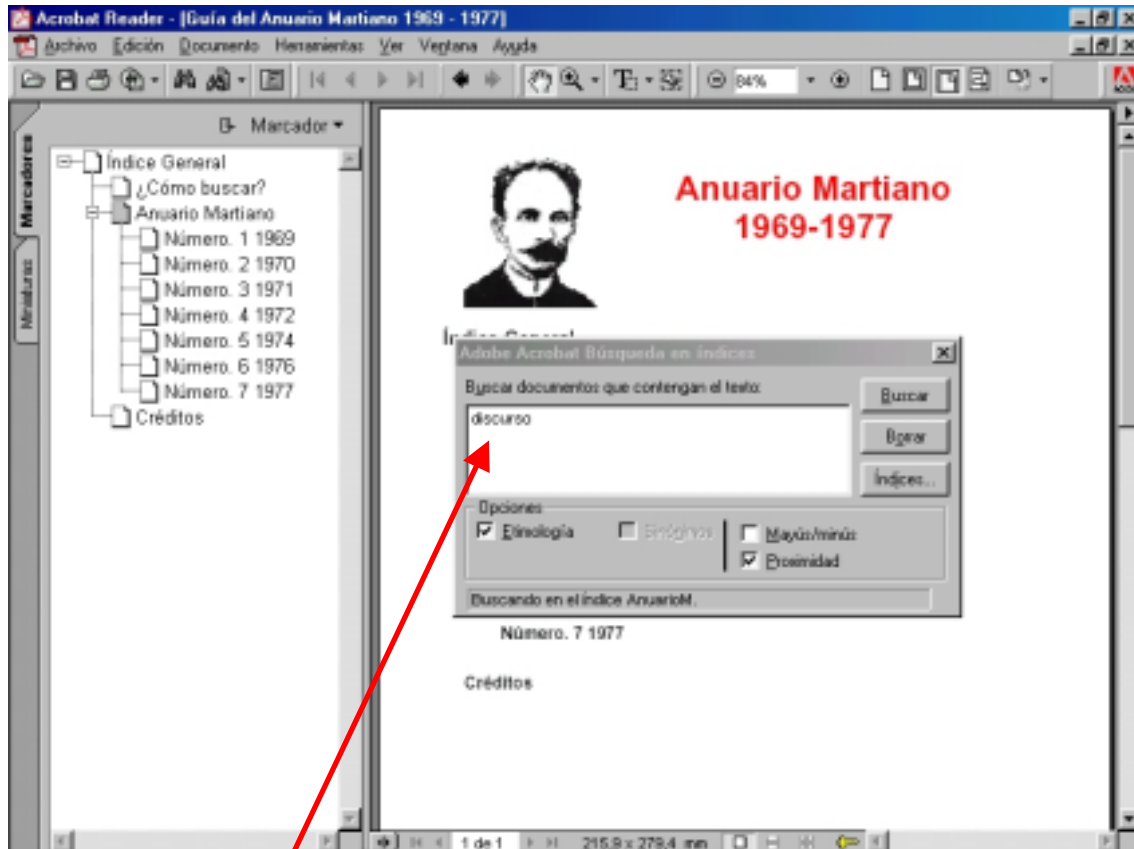 Acrobat Reader - [Guía del Anuario Martiano 1969 - 1977]
Archivo Edición Documento Herramientas Ver Ventana Ayuda
84%
Marcador
Marcadores
Miniaturas
Índice General
¿Cómo buscar?
Anuario Martiano
Número. 1 1969
Número. 2 1970
Número. 3 1971
Número. 4 1972
Número. 5 1974
Número. 6 1976
Número. 7 1977
Créditos
Anuario Martiano
1969-1977
Índice General
Adobe Acrobat Búsqueda en índices
Buscar documentos que contengan el texto:
discurso
Buscar
Borrar
Índices...
Opciones
Etimología
Sinónimos
Mayús/minús
Proximidad
Buscando en el índice AnuarioM.
Número. 7 1977
Créditos
1 de 1
215,9 x 279,4 mm